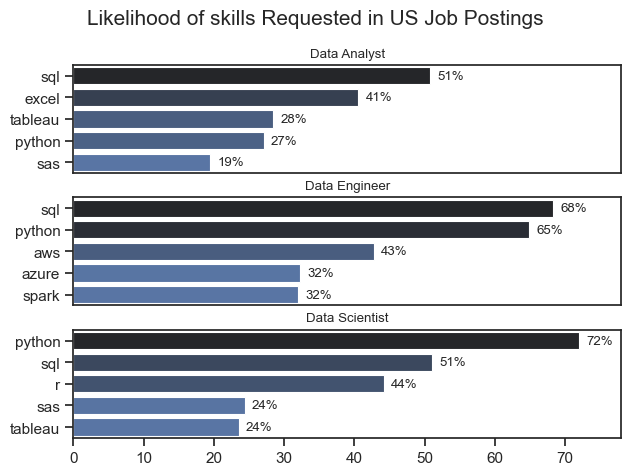 Likelihood of skills Requested in US Job Postings
Data Analyst
sql 51%
excel 41%
tableau 28%
python 27%
sas 19%
Data Engineer
sql 68%
python 65%
aws 43%
azure 32%
spark 32%
Data Scientist
python 72%
sql 51%
r 44%
sas 24%
tableau 24%
0 10 20 30 40 50 60 70